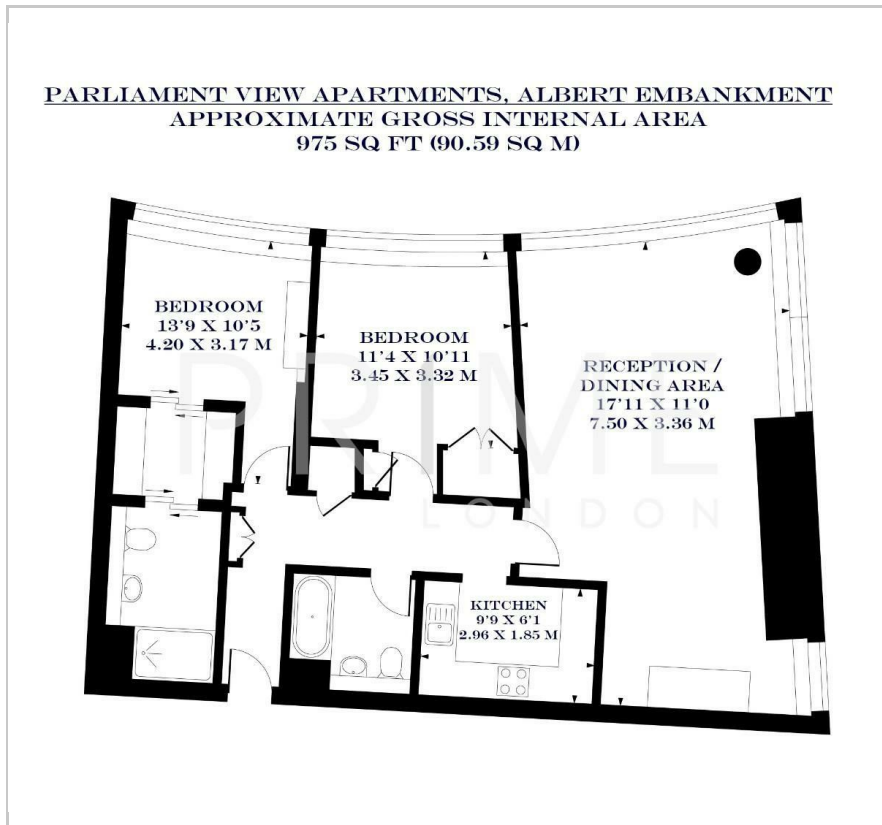 PARLIAMENT VIEW APARTMENTS, ALBERT EMBANKMENT
APPROXIMATE GROSS INTERNAL AREA
975 SQ FT (90.59 SQ M)
BEDROOM
13'9 X 10'5
4.20 X 3.17 M
BEDROOM
11'4 X 10'11
3.45 X 3.32 M
RECEPTION /
DINING AREA
17'11 X 11'0
7.50 X 3.36 M
PRIME
LONDON
KITCHEN
9'9 X 6'1
2.96 X 1.85 M